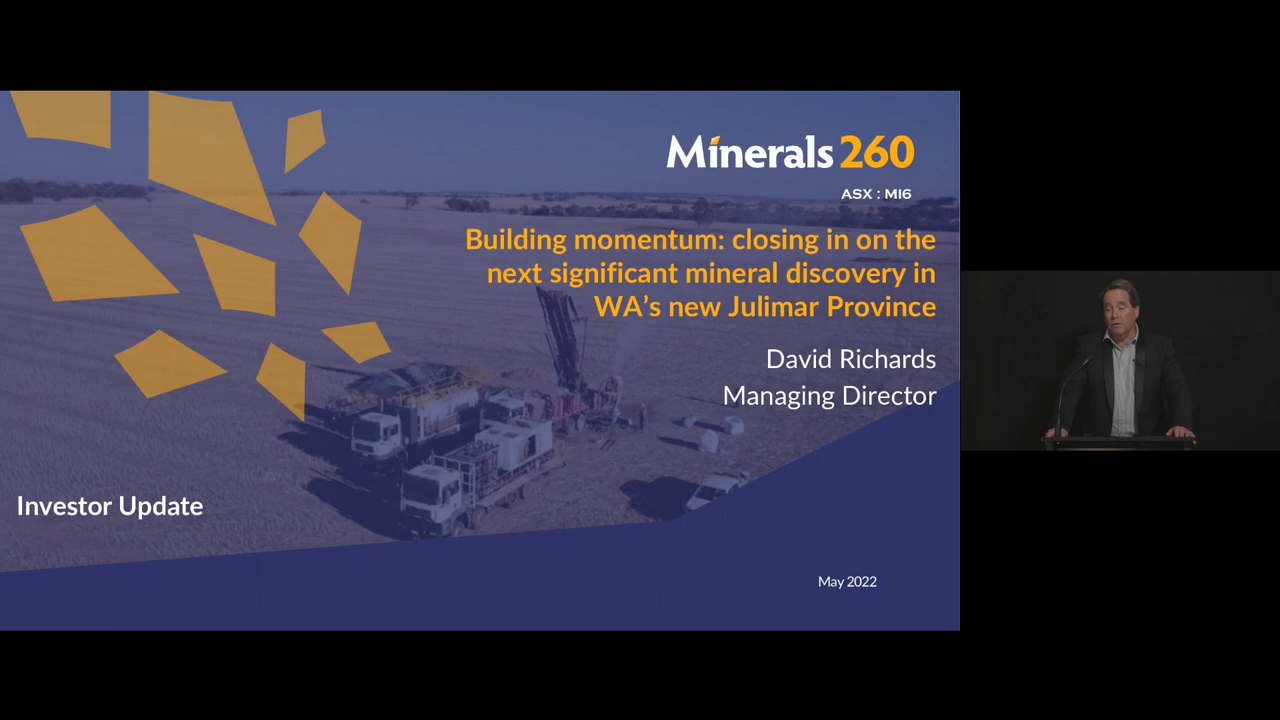 Minerals 260
ASX : MI6
Building momentum: closing in on the
next significant mineral discovery in
WA's new Julimar Province
David Richards
Managing Director
Investor Update
May 2022